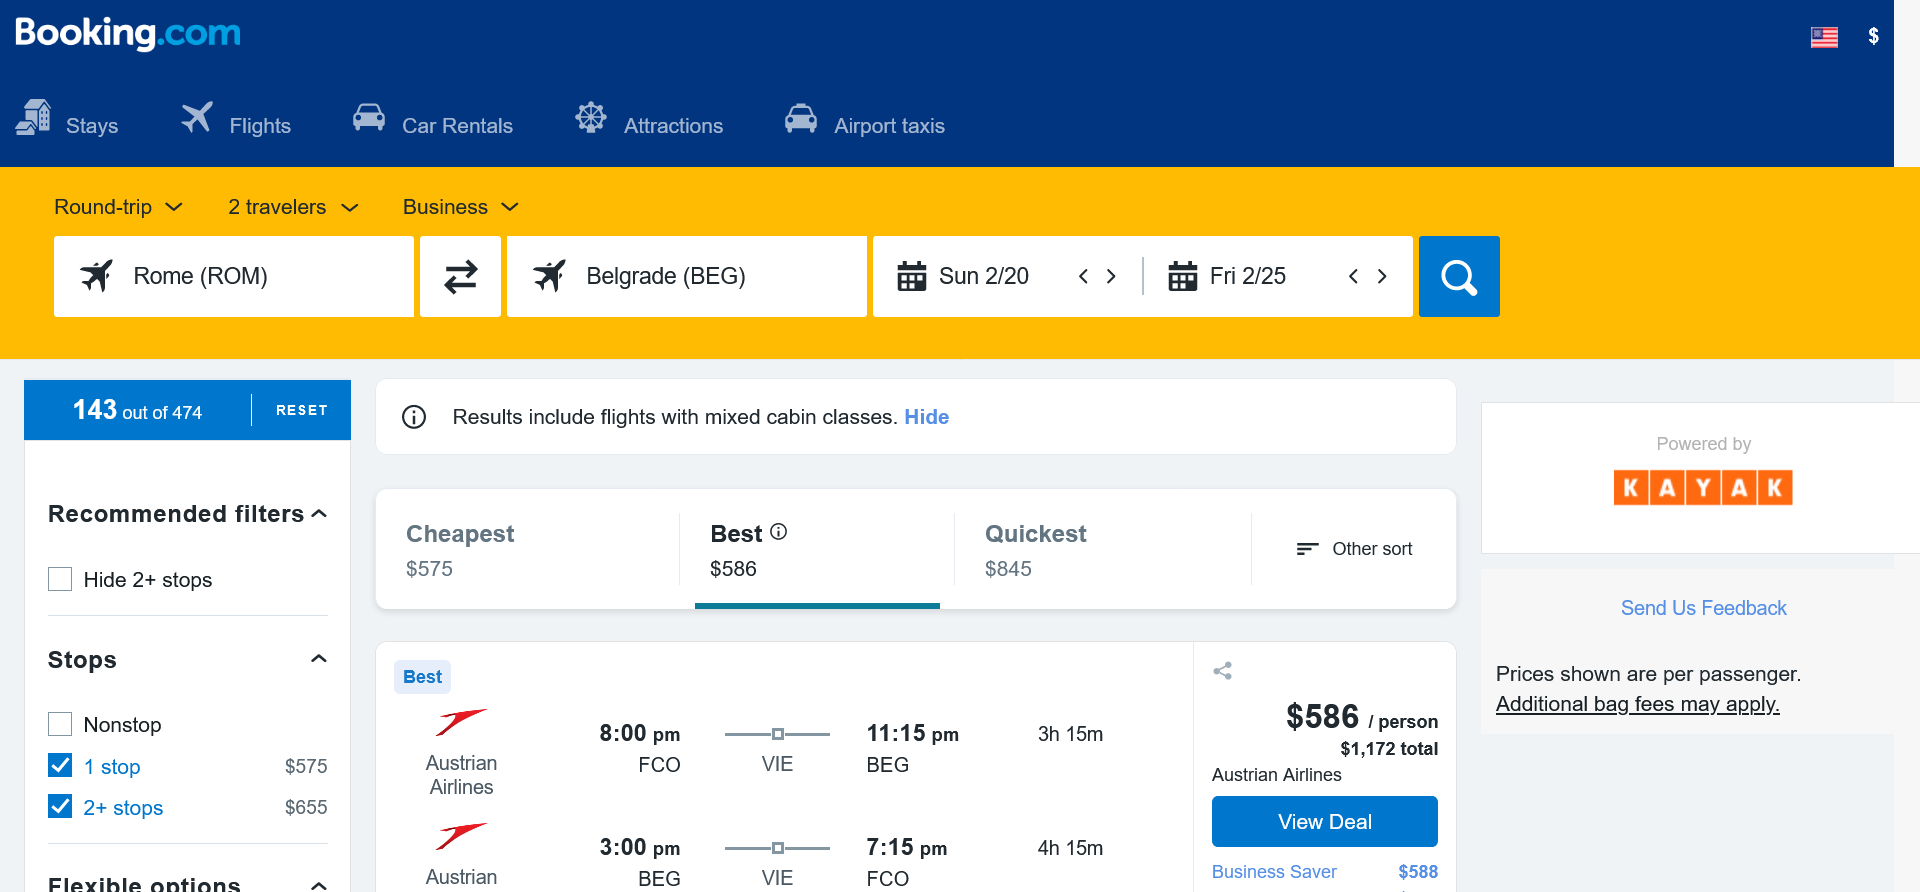 Booking.com
$
Stays
Flights
Car Rentals
Attractions
Airport taxis
Round-trip
2 travelers
Business
Rome (ROM)
Belgrade (BEG)
Sun 2/20
Fri 2/25
143 out of 474
RESET
Recommended filters
Hide 2+ stops
Stops
Nonstop
1 stop $575
2+ stops $655
Flexible options
Results include flights with mixed cabin classes. Hide
Cheapest
$575
Best
$586
Quickest
$845
Other sort
Best
Austrian
Airlines
8:00 pm
FCO
VIE
11:15 pm
BEG
3h 15m
Austrian
3:00 pm
BEG
VIE
7:15 pm
FCO
4h 15m
$586 / person
$1,172 total
Austrian Airlines
View Deal
Business Saver $588
Powered by
KAYAK
Send Us Feedback
Prices shown are per passenger.
Additional bag fees may apply.